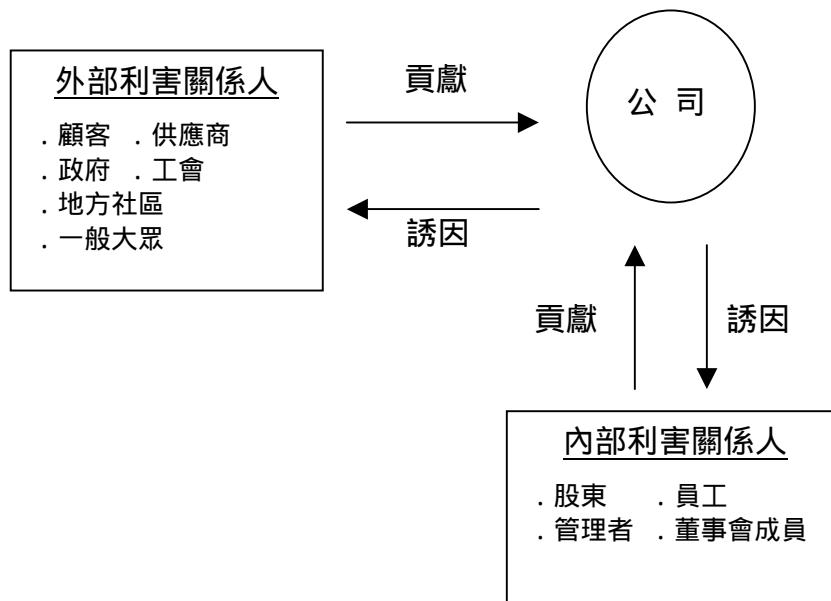 外部利害關係人
．顧客 ．供應商
．政府 ．工會
．地方社區
．一般大眾
貢獻
誘因
公 司
貢獻
誘因
內部利害關係人
．股東 ．員工
．管理者 ．董事會成員